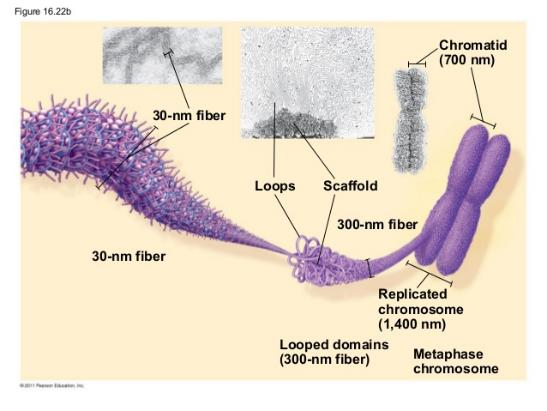 Figure 16.22b
Chromatid
(700 nm)
30-nm fiber
Loops
Scaffold
300-nm fiber
30-nm fiber
Replicated
chromosome
(1,400 nm)
Looped domains
(300-nm fiber)
Metaphase
chromosome
© 2011 Pearson Education, Inc.